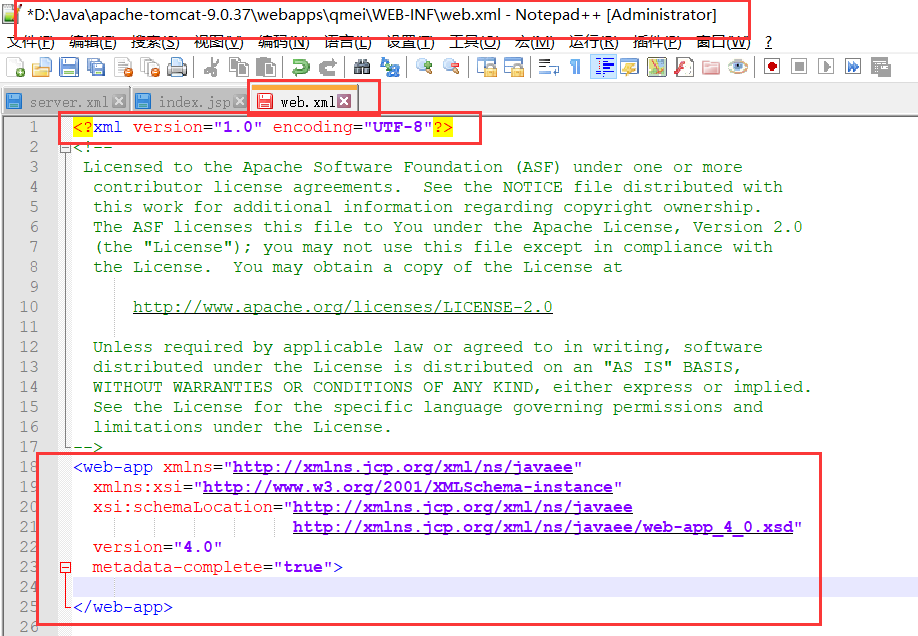 *D:\Java\apache-tomcat-9.0.37\webapps\qmei\WEB-INF\web.xml - Notepad++ [Administrator]
文件(F) 编辑(E) 搜索(S) 视图(V) 编码(N) 语言(L) 设置(T) 工具(O) 宏(M) 运行(R) 插件(P) 窗口(W) ?
server.xml index.jsp web.xml
1 <?xml version="1.0" encoding="UTF-8"?>
2 <!--
3 Licensed to the Apache Software Foundation (ASF) under one or more
4 contributor license agreements.  See the NOTICE file distributed with
5 this work for additional information regarding copyright ownership.
6 The ASF licenses this file to You under the Apache License, Version 2.0
7 (the "License"); you may not use this file except in compliance with
8 the License.  You may obtain a copy of the License at
9
10 http://www.apache.org/licenses/LICENSE-2.0
11
12 Unless required by applicable law or agreed to in writing, software
13 distributed under the License is distributed on an "AS IS" BASIS,
14 WITHOUT WARRANTIES OR CONDITIONS OF ANY KIND, either express or implied.
15 See the License for the specific language governing permissions and
16 limitations under the License.
17 -->
18 <web-app xmlns="http://xmlns.jcp.org/xml/ns/javaee"
19 xmlns:xsi="http://www.w3.org/2001/XMLSchema-instance"
20 xsi:schemaLocation="http://xmlns.jcp.org/xml/ns/javaee
21 http://xmlns.jcp.org/xml/ns/javaee/web-app_4_0.xsd"
22 version="4.0"
23 metadata-complete="true">
24
25 </web-app>
26